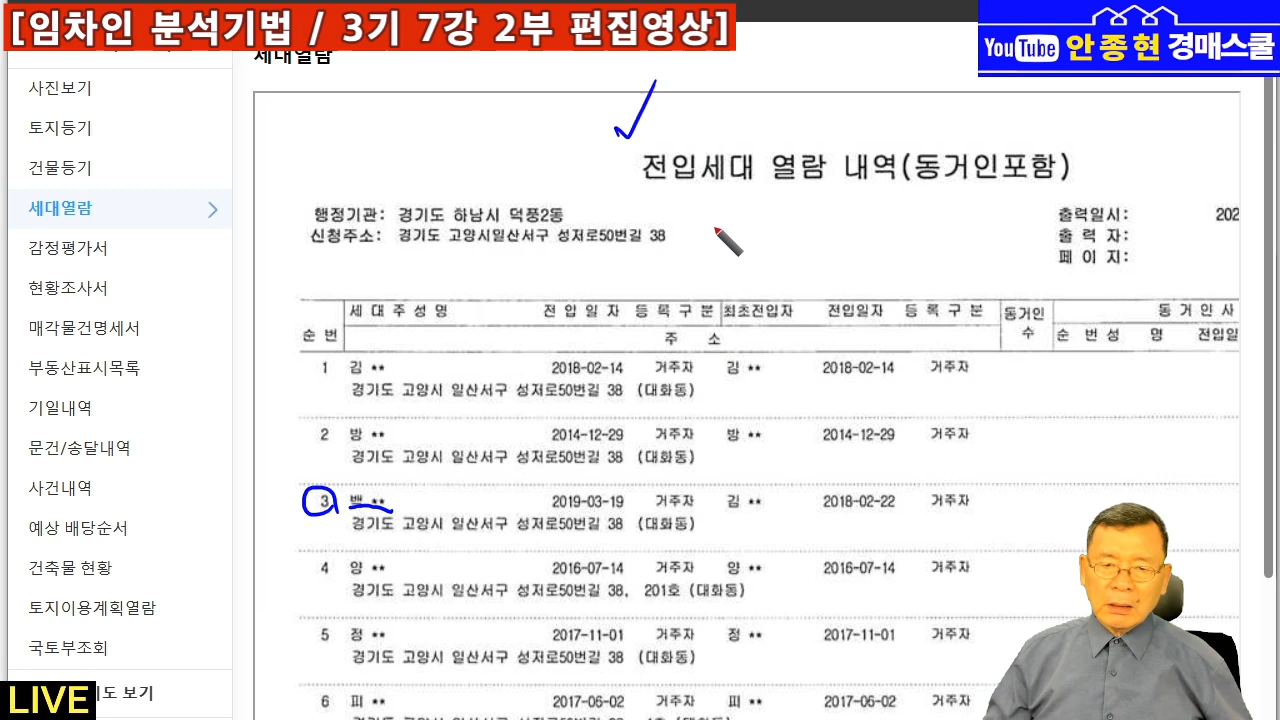 [임차인 분석기법 / 3기 7강 2부 편집영상]
YouTube 안종현 경매스쿨
세대열람
사진보기
토지등기
건물등기
세대열람
감정평가서
현황조사서
매각물건명세서
부동산표시목록
기일내역
문건/송달내역
사건내역
예상 배당순서
건축물 현황
토지이용계획열람
국토부조회
도 보기
LIVE
전입세대 열람 내역(동거인포함)
행정기관: 경기도 하남시 덕풍2동
출력일시: 202
신청주소: 경기도 고양시일산서구 성저로50번길 38
출 력 자:
페 이 지:
순 번 세 대 주 성 명 전 입 일 자 등 록 구 분 최초전입자 전입일자 등 록 구 분 동거인 수 동 거 인 사
주 소 순 번 성 명 전입일
1 김 ** 2018-02-14 거주자 김 ** 2018-02-14 거주자
경기도 고양시 일산서구 성저로50번길 38 (대화동)
2 방 ** 2014-12-29 거주자 방 ** 2014-12-29 거주자
경기도 고양시 일산서구 성저로50번길 38 (대화동)
3 백 ** 2019-03-19 거주자 김 ** 2018-02-22 거주자
경기도 고양시 일산서구 성저로50번길 38 (대화동)
4 양 ** 2016-07-14 거주자 양 ** 2016-07-14 거주자
경기도 고양시 일산서구 성저로50번길 38, 201호 (대화동)
5 정 ** 2017-11-01 거주자 정 ** 2017-11-01 거주자
경기도 고양시 일산서구 성저로50번길 38 (대화동)
6 피 ** 2017-06-02 거주자 피 ** 2017-06-02 거주자